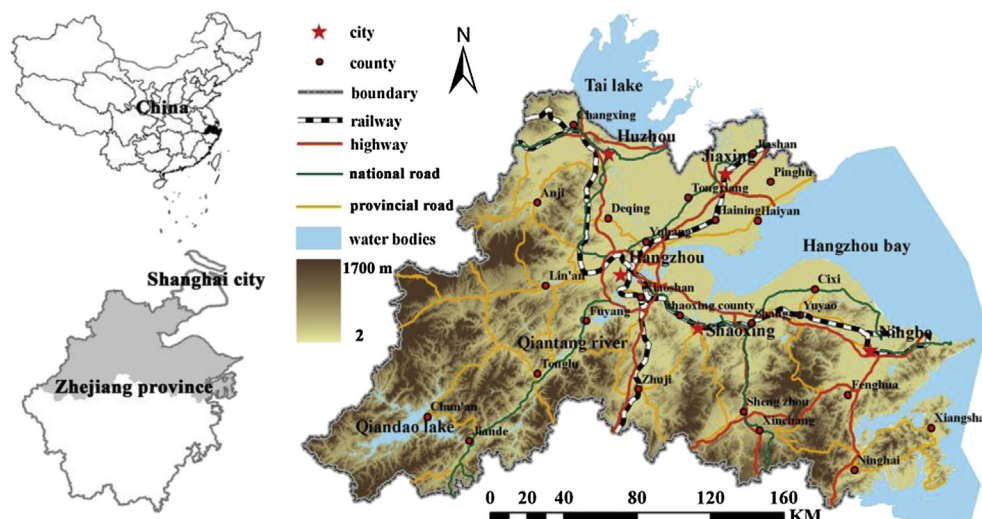 China
Shanghai city
Zhejiang province
city
county
boundary
railway
highway
national road
provincial road
water bodies
1700 m
2
N
Tai lake
Changxing
Huzhou
Jiashan
Jiaxing
Pinghu
Tongxiang
Anji
Deqing
Haining
Haiyan
Yuhang
Hangzhou bay
Hangzhou
Lin'an
Xiaoshan
Cixi
Fuyang
Shaoxing county
Yuyao
Shaoxing
Ningbo
Qiantang river
Tonglu
Zhuji
Fenghua
Chun'an
Sheng zhou
Qiandao lake
Xinchang
Xiangsha
Jiande
Ninghai
0 20 40 80 120 160
KM